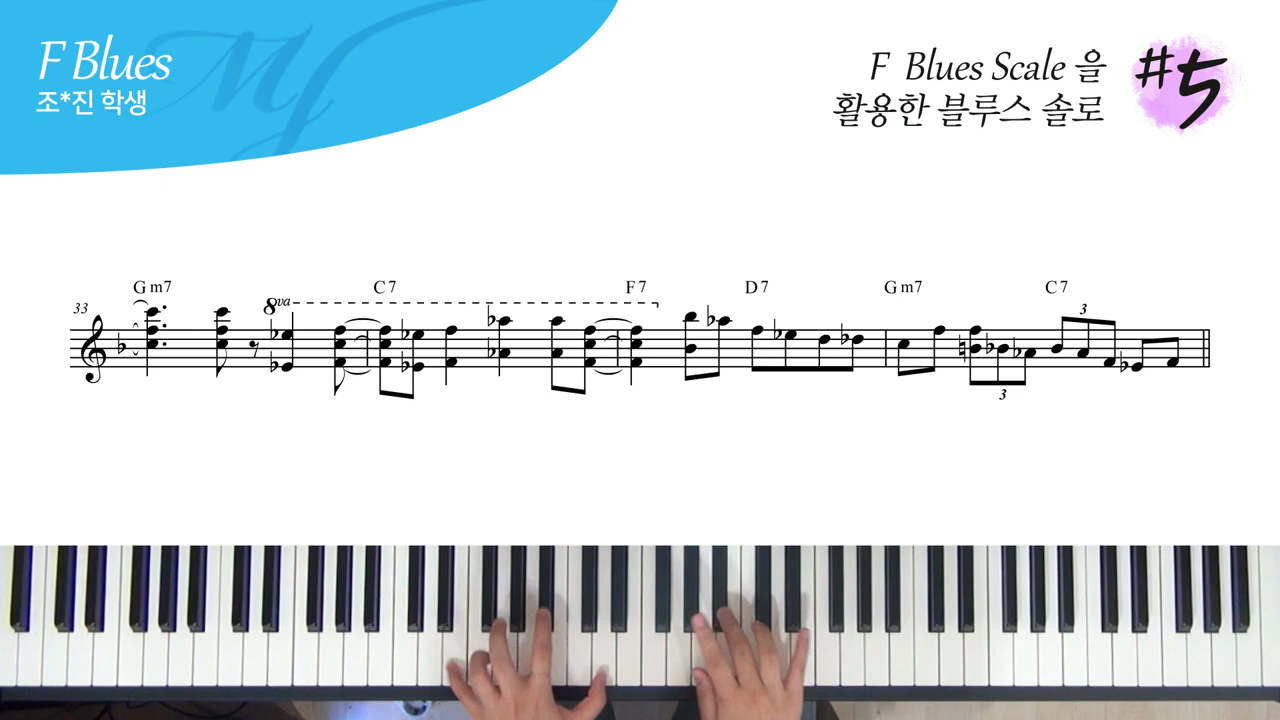 F Blues
조*진 학생
F Blues Scale 을
활용한 블루스 솔로
#5
Gm7 C7 F7 D7 Gm7 C7
33 8va 3
3